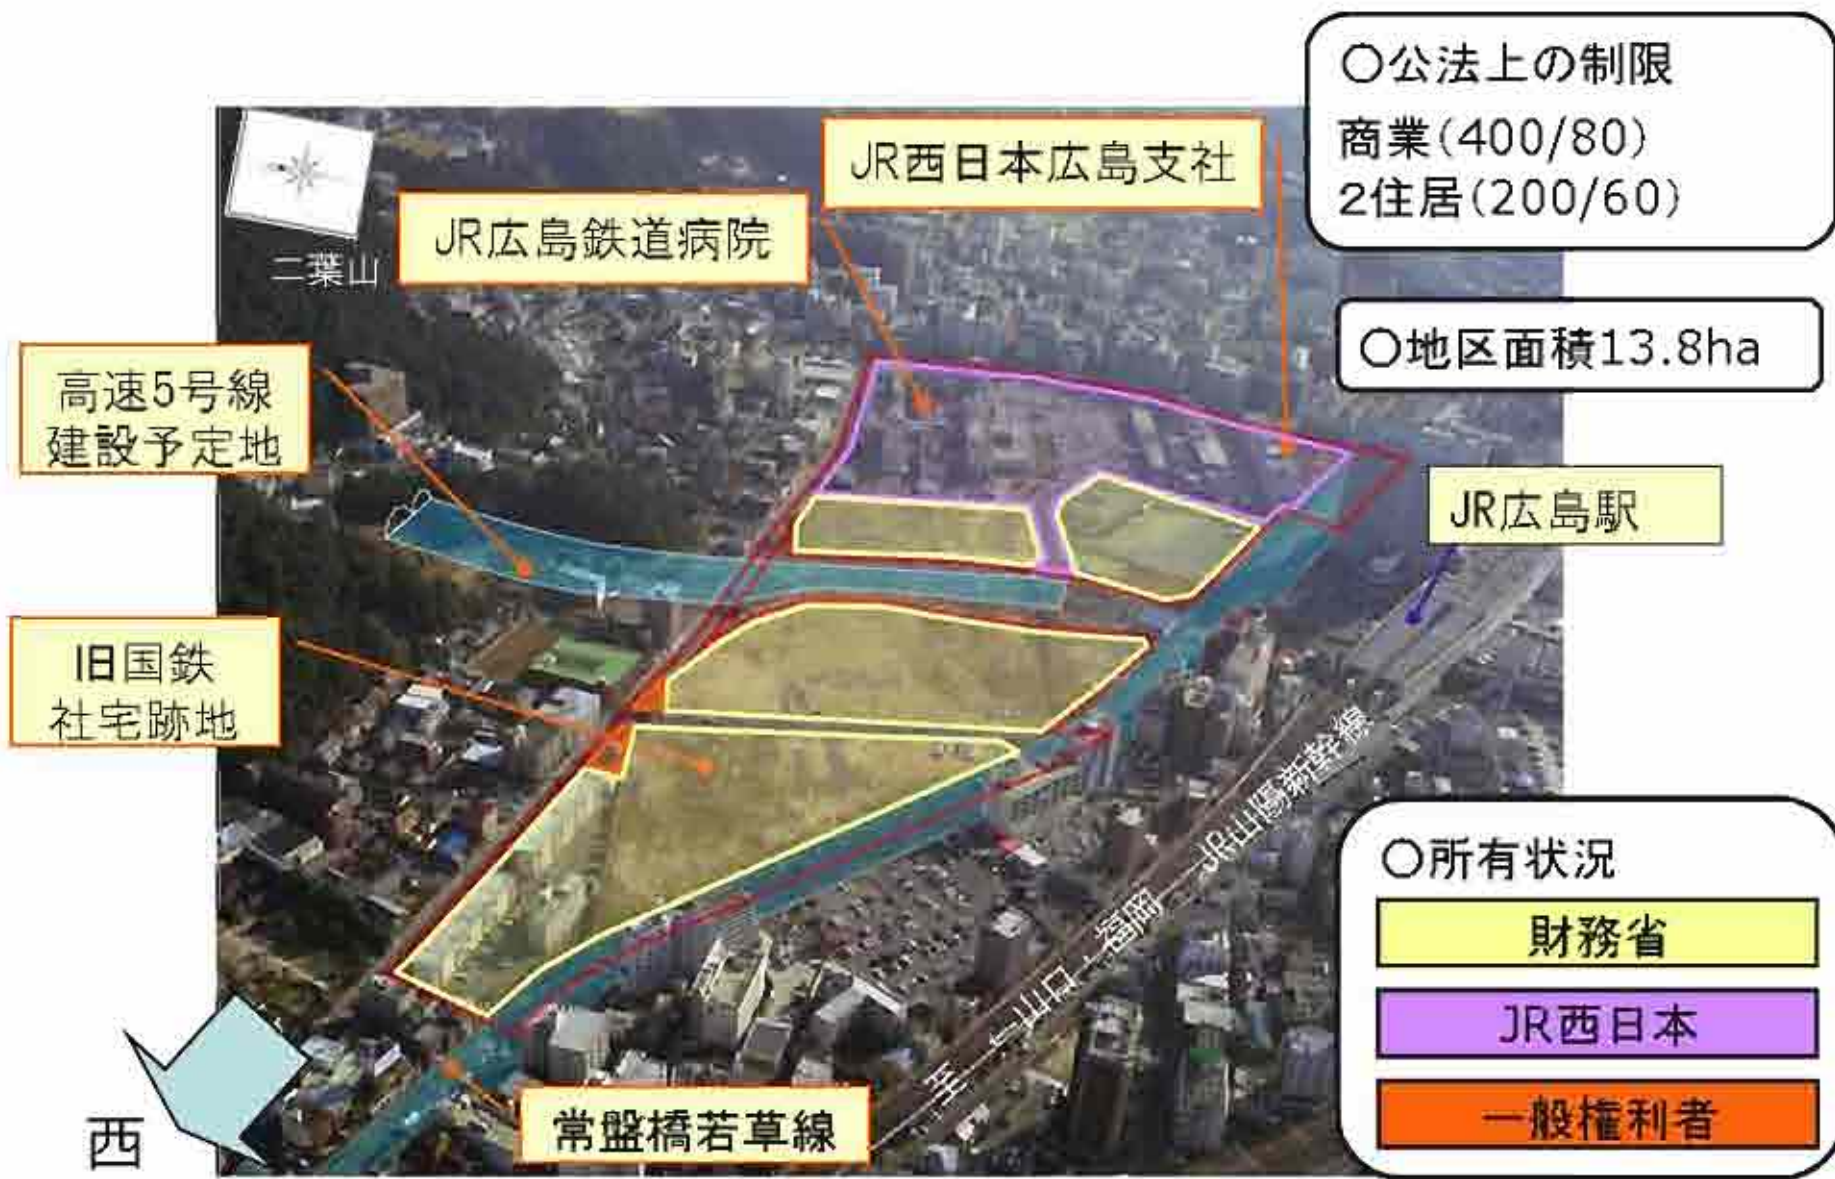 ○公法上の制限
商業(400/80)
2住居(200/60)
JR西日本広島支社
JR広島鉄道病院
二葉山
○地区面積13.8ha
高速5号線
建設予定地
JR広島駅
旧国鉄
社宅跡地
JR山陽新幹線
至 山口・福岡
○所有状況
財務省
JR西日本
一般権利者
常盤橋若草線
西